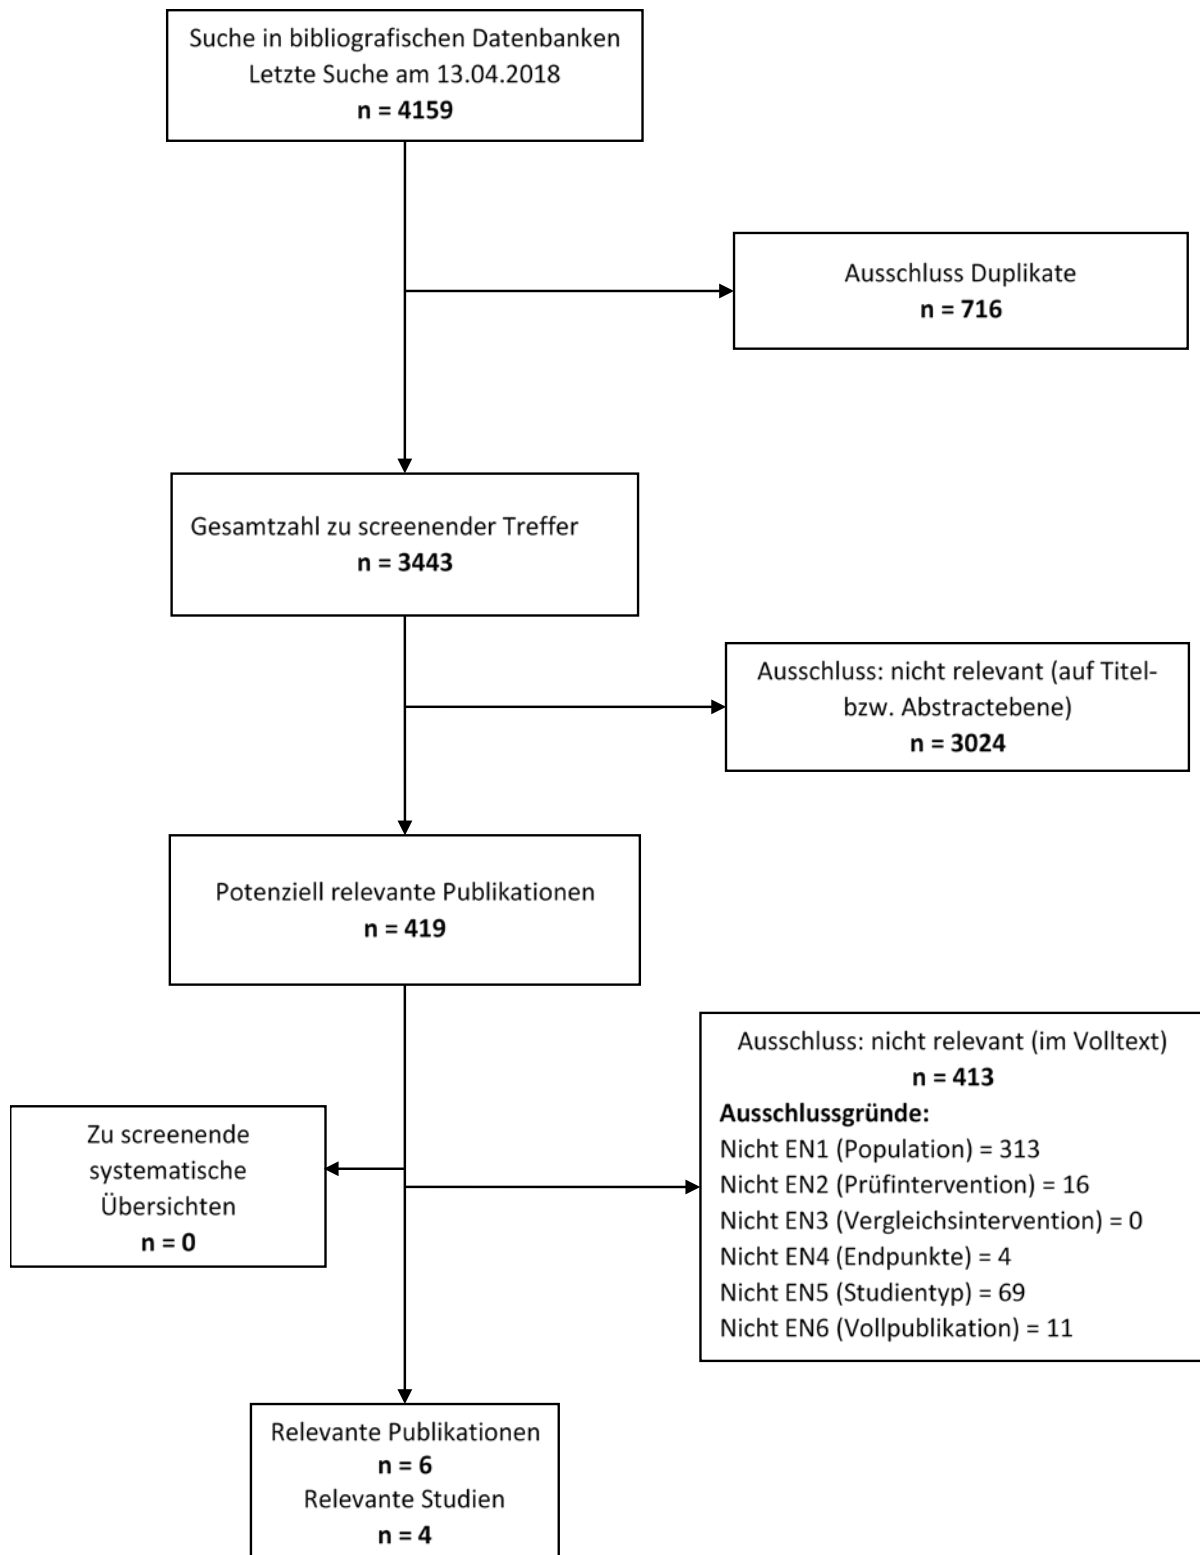 Suche in bibliografischen Datenbanken
Letzte Suche am 13.04.2018
n = 4159
Ausschluss Duplikate
n = 716
Gesamtzahl zu screenender Treffer
n = 3443
Ausschluss: nicht relevant (auf Titel-
bzw. Abstractebene)
n = 3024
Potenziell relevante Publikationen
n = 419
Ausschluss: nicht relevant (im Volltext)
n = 413
Ausschlussgründe:
Nicht EN1 (Population) = 313
Nicht EN2 (Prüfintervention) = 16
Nicht EN3 (Vergleichsintervention) = 0
Nicht EN4 (Endpunkte) = 4
Nicht EN5 (Studientyp) = 69
Nicht EN6 (Vollpublikation) = 11
Zu screenende
systematische
Übersichten
n = 0
Relevante Publikationen
n = 6
Relevante Studien
n = 4